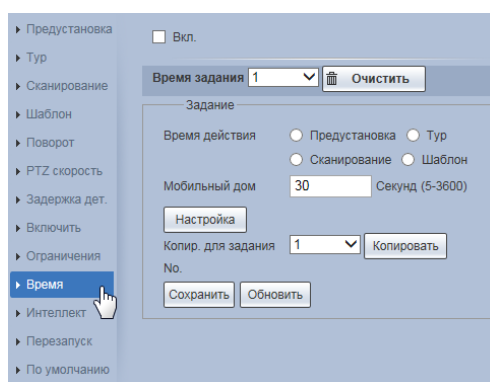 Предустановка
Тур
Сканирование
Шаблон
Поворот
PTZ скорость
Задержка дет.
Включить
Ограничения
Время
Интеллект
Перезапуск
По умолчанию
Вкл.
Время задания 1 Очистить
Задание
Время действия Предустановка Тур
Сканирование Шаблон
Мобильный дом 30 Секунд (5-3600)
Настройка
Копир. для задания 1 Копировать
No.
Сохранить Обновить